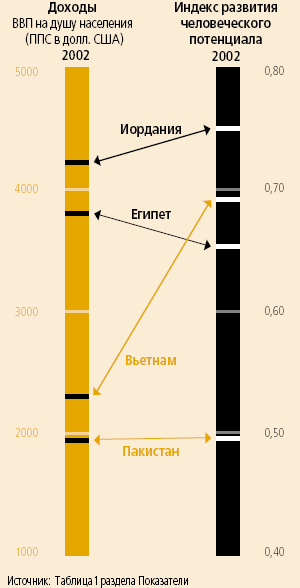 Доходы
ВВП на душу населения
(ППС в долл. США)
2002
Индекс развития
человеческого
потенциала
2002
5000
0,80
Иордания
4000
0,70
Египет
3000
0,60
Вьетнам
2000
0,50
Пакистан
1000
0,40
Источник: Таблица 1 раздела Показатели